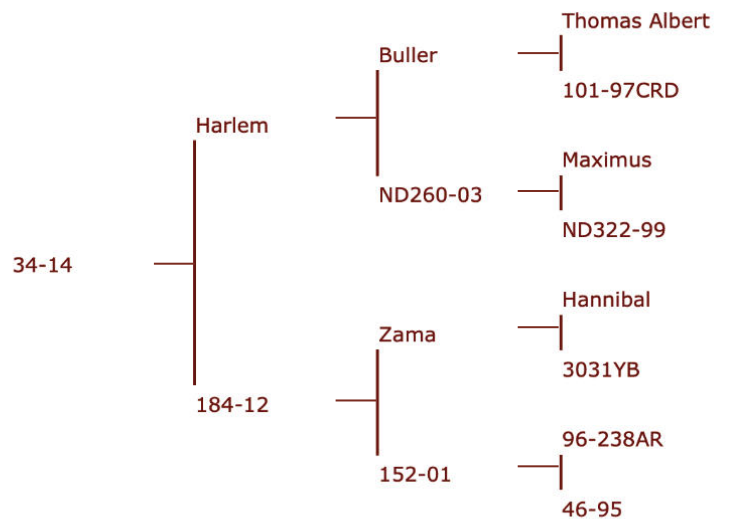 Thomas Albert
Buller
101-97CRD
Harlem
Maximus
ND260-03
ND322-99
34-14
Hannibal
Zama
3031YB
184-12
96-238AR
152-01
46-95